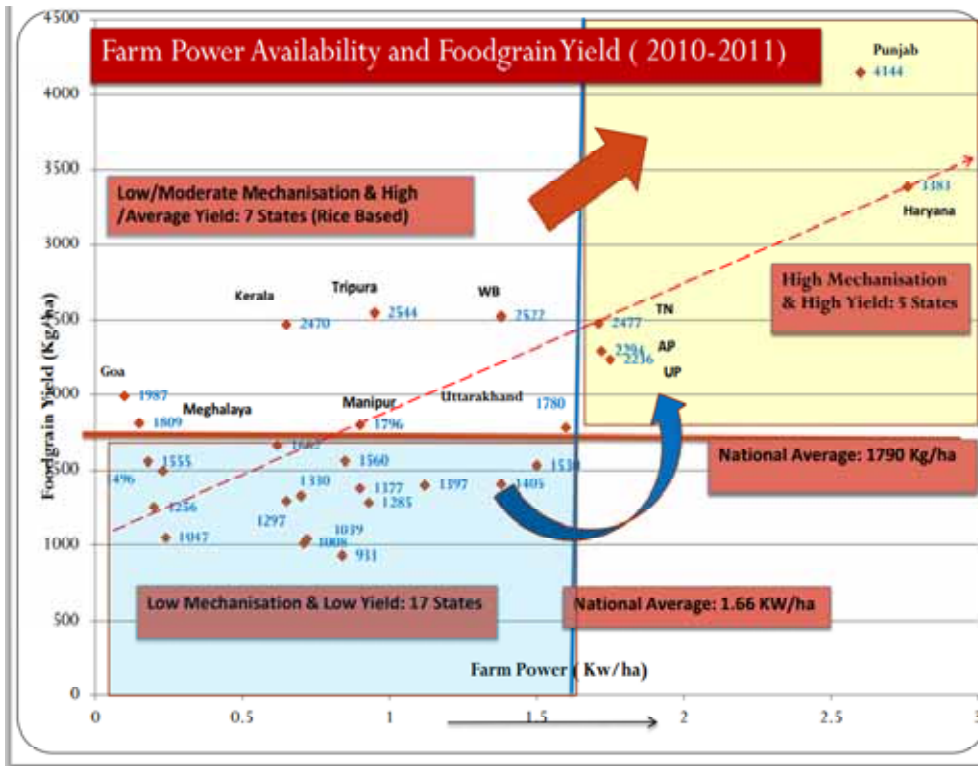 Farm Power Availability and Foodgrain Yield ( 2010-2011)
4500
4000
3500
3000
2000
1000
500
0
Foodgrain Yield (Kg/ha)
Punjab
4144
Low/Moderate Mechanisation & High
/Average Yield: 7 States (Rice Based)
3383
Haryana
High Mechanisation
& High Yield: 5 States
Kerala
2470
Tripura
2544
WB
2522
TN
2477
2294
AP
2236
UP
Goa
1987
1809
Meghalaya
Manipur
1796
Uttarakhand
1780
National Average: 1790 Kg/ha
1555
1496
1560
1530
1330
1377
1397
1405
1256
1297
1285
1047
1039
1008
931
Low Mechanisation & Low Yield: 17 States
National Average: 1.66 KW/ha
Farm Power ( Kw/ha)
0
0.5
1
1.5
2
2.5
3